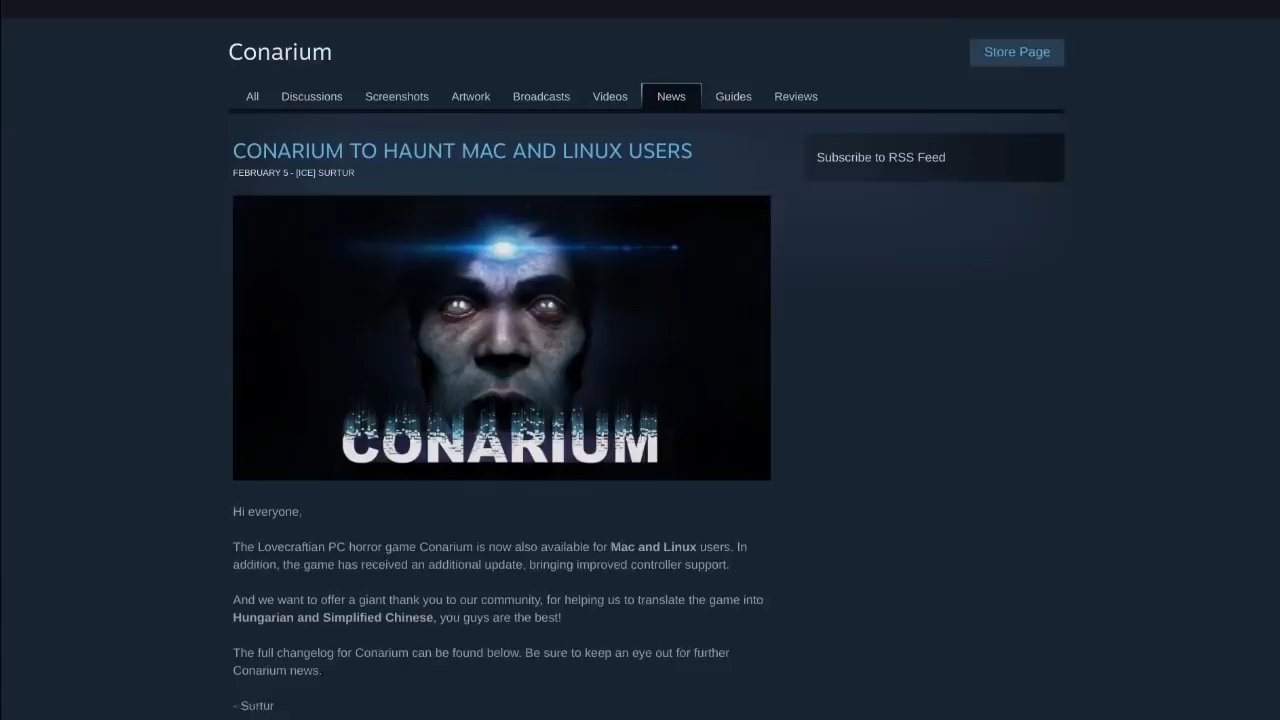 Conarium
Store Page
All Discussions Screenshots Artwork Broadcasts Videos News Guides Reviews
CONARIUM TO HAUNT MAC AND LINUX USERS
FEBRUARY 5 - [ICE] SURTUR
Subscribe to RSS Feed
CONARIUM
Hi everyone,
The Lovecraftian PC horror game Conarium is now also available for Mac and Linux users. In
addition, the game has received an additional update, bringing improved controller support.
And we want to offer a giant thank you to our community, for helping us to translate the game into
Hungarian and Simplified Chinese, you guys are the best!
The full changelog for Conarium can be found below. Be sure to keep an eye out for further
Conarium news.
- Surtur